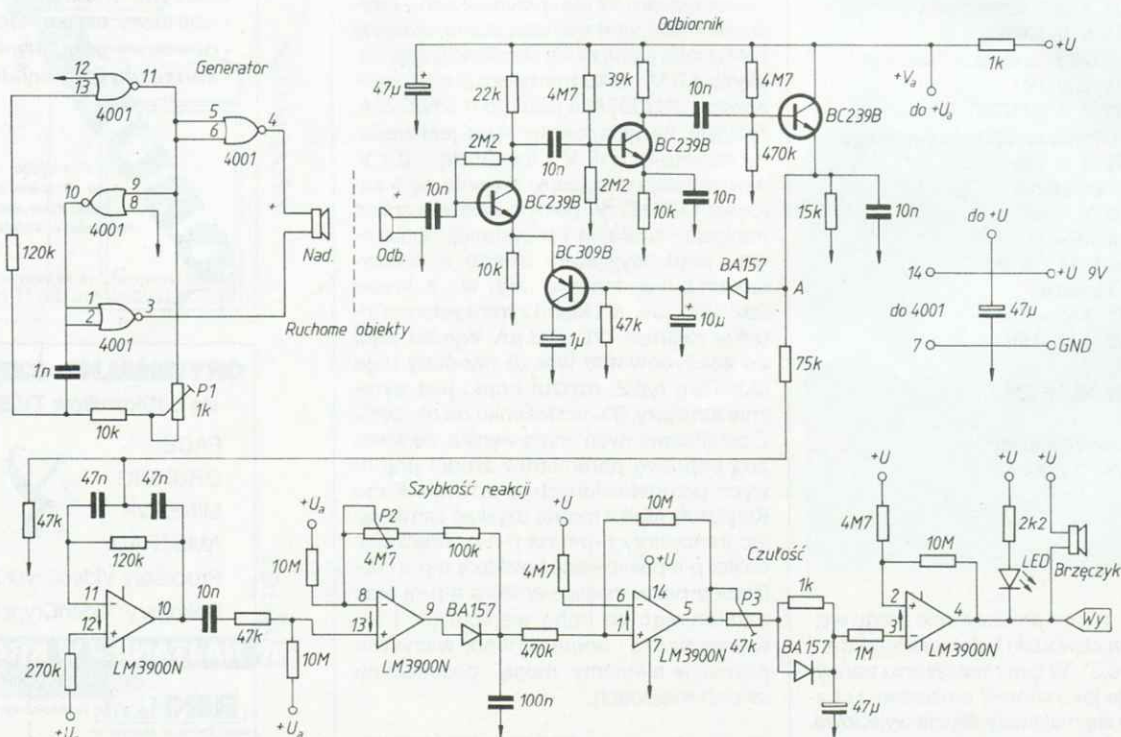 Odbiornik
Generator
12
13
11
4001
5
6
4
4001
10
9
8
4001
1
2
3
4001
120k
1n
10k
P1
1k
+
Nad.
Odb.
Ruchome obiekty
47µ
+
22k
4M7
39k
10n
4M7
BC239B
2M2
10n
BC239B
470k
10n
BC239B
2M2
10k
10n
15k
10n
10k
BC309B
BA157
A
47k
10µ
+
1µ
75k
+U
1k
+Va
do +Ua
do +U
14
+U 9V
do 4001
47µ
7
GND
47n
47n
47k
120k
11
12
10
LM3900N
270k
10n
47k
10M
+Ua
Szybkość reakcji
+Ua
P2
4M7
100k
10M
8
13
9
LM3900N
BA157
100n
470k
+U
4M7
10M
+U
6
14
1
5
7
LM3900N
Czułość
P3
47k
1k
BA157
1M
47µ
+U
4M7
10M
2
3
4
LM3900N
+U
2k2
LED
+U
Brzęczyk
Wy